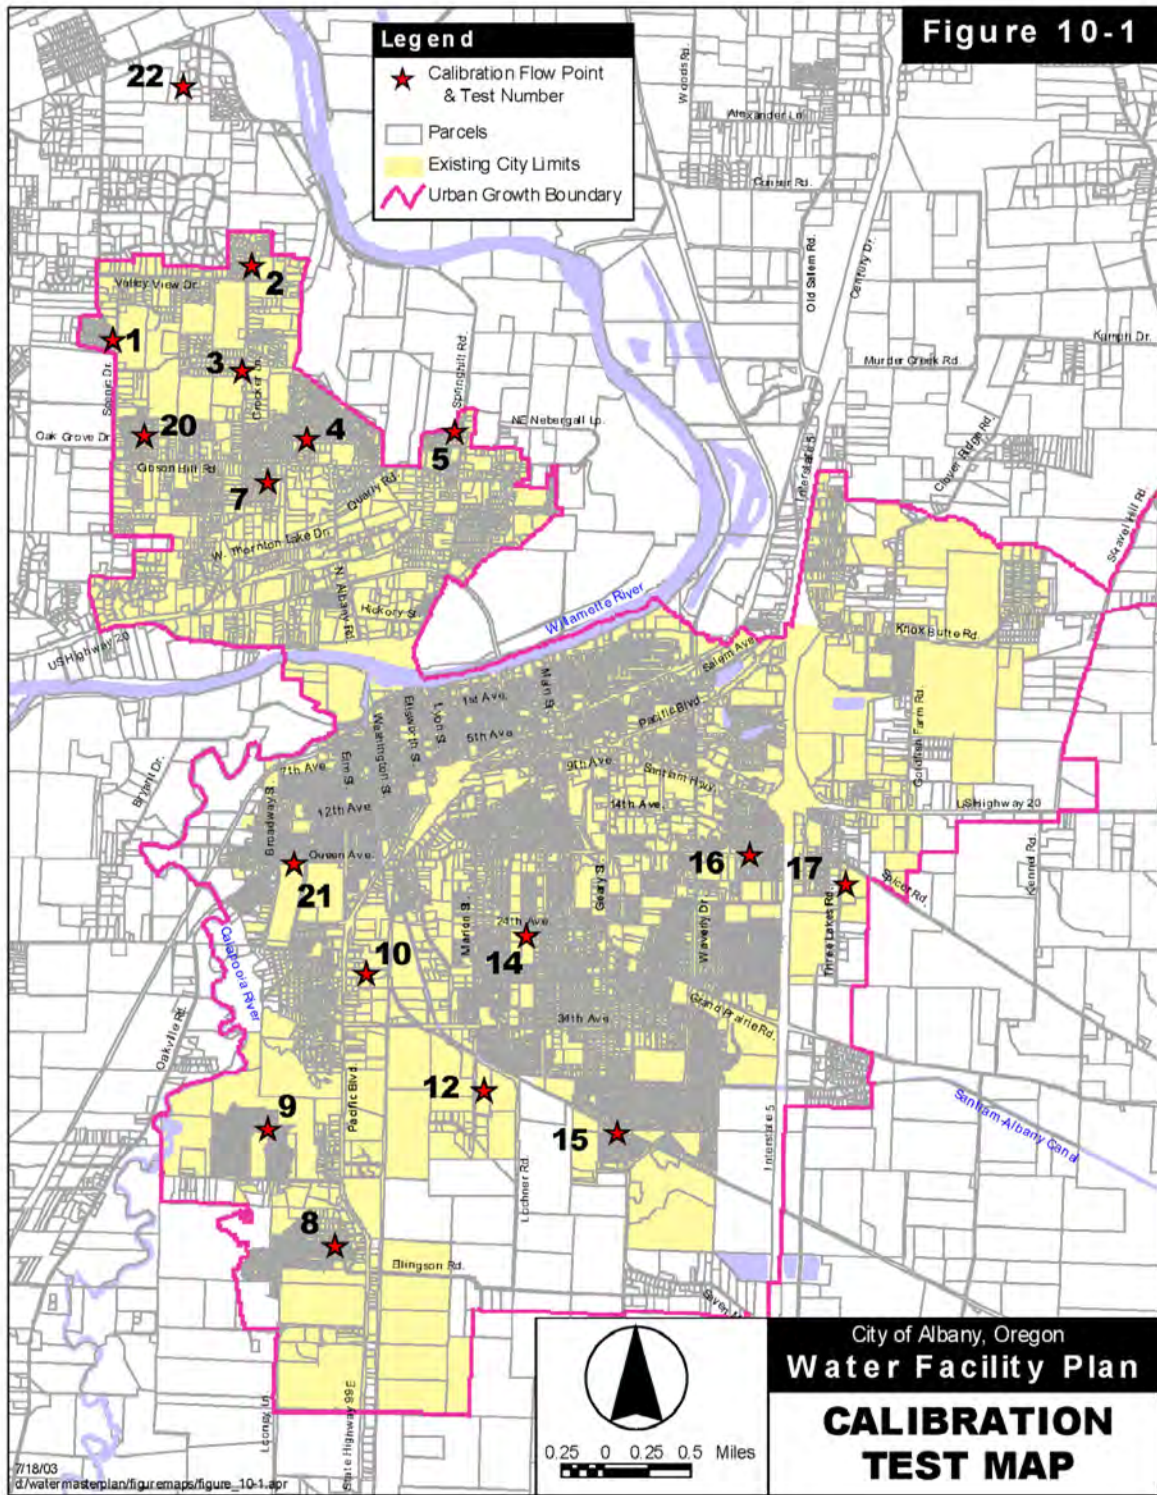 Figure 10-1
Legend
Calibration Flow Point
& Test Number
Parcels
Existing City Limits
Urban Growth Boundary
22
Woods Rd.
Alexander Ln.
Conser Rd.
Old Salem Rd.
Century Dr.
2
Valley View Dr.
1
3
Scenic Dr.
Crocker Ln.
Springhill Rd.
Murder Creek Rd.
Kamph Dr.
20
4
Oak Grove Dr.
NE Nebergall Lp.
5
Gibson Hill Rd.
Interstate 5
Clover Ridge Rd.
7
Quarry Rd.
Scravel Hill Rd.
W. Thornton Lake Dr.
N. Albany Rd.
Hickory St.
Willamette River
Knox Butte Rd.
US Highway 20
Salem Ave.
Main St.
1st Ave.
Lyon St.
Ellsworth St.
Washington St.
Elm St.
Pacific Blvd.
5th Ave.
9th Ave.
Santiam Hwy.
Goldfish Farm Rd.
Bryant Dr.
7th Ave.
14th Ave.
US Highway 20
12th Ave.
Broadway St.
Queen Ave.
16
17
Kennel Rd.
Spicer Rd.
21
Geary St.
Marion St.
24th Ave.
Waverly Dr.
Three Lakes Rd.
14
10
Calapooia River
Grand Prairie Rd.
34th Ave.
Oakville Rd.
12
Pacific Blvd.
9
15
Interstate 5
Santiam-Albany Canal
Lochner Rd.
8
Ellingson Rd.
City of Albany, Oregon
Water Facility Plan
CALIBRATION
TEST MAP
0.25 0 0.25 0.5 Miles
Looney Ln.
State Highway 99E
7/18/03
d:/watermasterplan/figuremaps/figure_10-1.apr